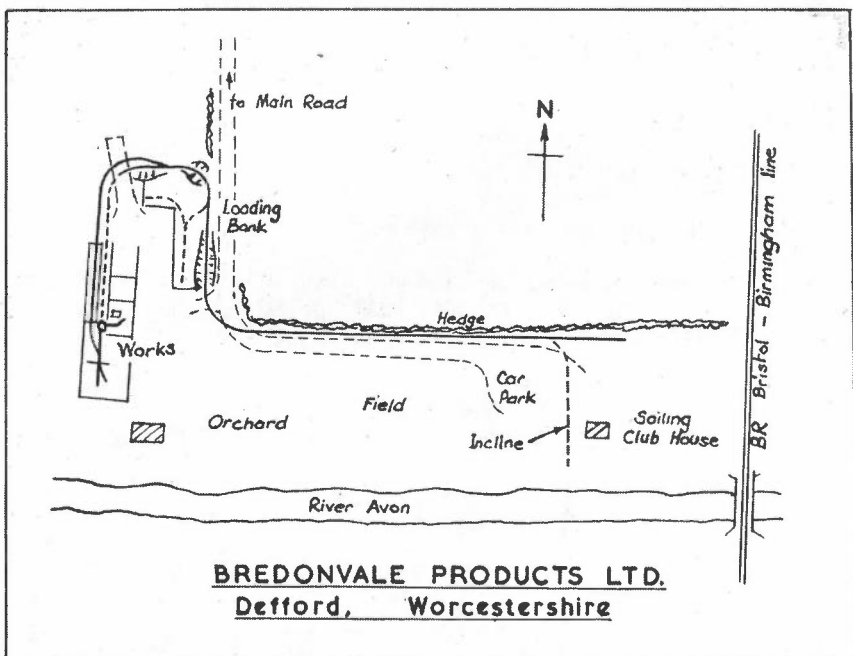 to Main Road
N
Loading
Bank
Hedge
Works
Car
Park
Orchard
Field
Incline
Sailing
Club House
River Avon
BR Bristol - Birmingham line
BREDONVALE PRODUCTS LTD.
Defford, Worcestershire